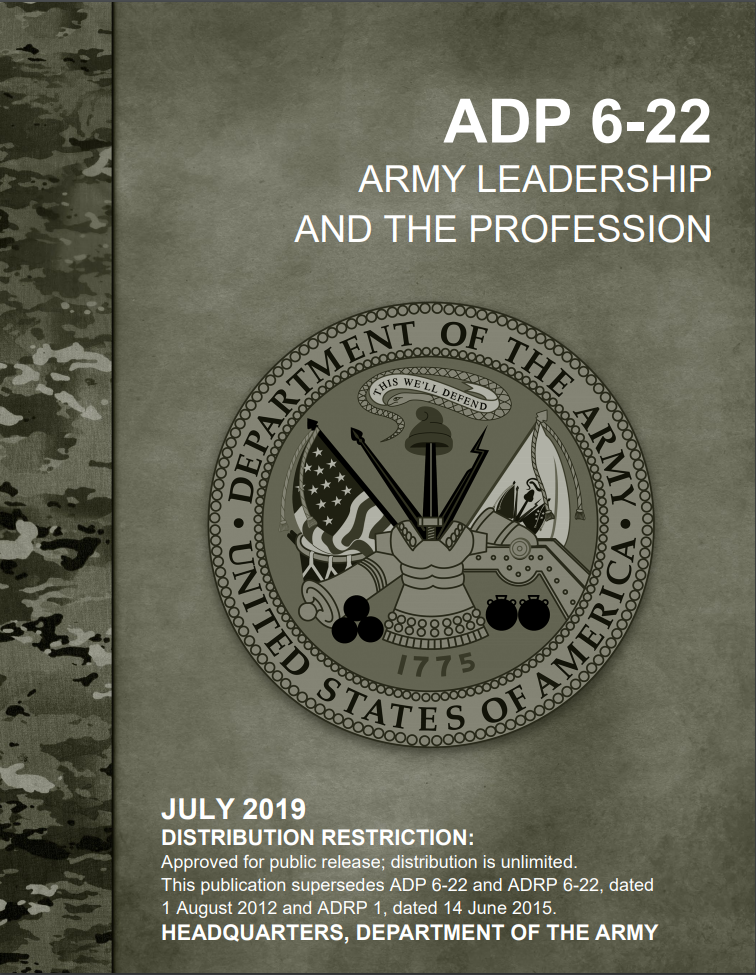 ADP 6-22
ARMY LEADERSHIP
AND THE PROFESSION
DEPARTMENT OF THE ARMY
THIS WE'LL DEFEND
1775
UNITED STATES OF AMERICA
JULY 2019
DISTRIBUTION RESTRICTION:
Approved for public release; distribution is unlimited.
This publication supersedes ADP 6-22 and ADRP 6-22, dated
1 August 2012 and ADRP 1, dated 14 June 2015.
HEADQUARTERS, DEPARTMENT OF THE ARMY